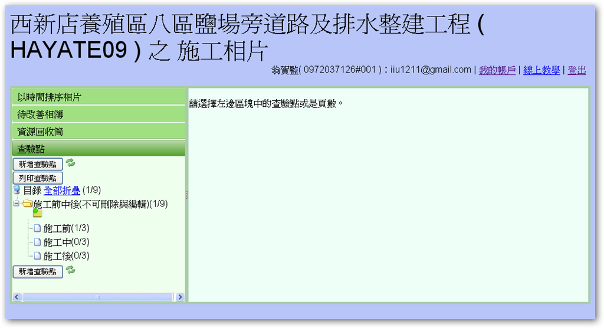 西新店養殖區八區鹽場旁道路及排水整建工程 (
HAYATE09 ) 之 施工相片
翁賀監( 0972037126#001 )：iiu1211@gmail.com | 我的帳戶 | 線上教學 | 登出
以時間排序相片
待改善相簿
資源回收筒
查驗點
新增查驗點
列印查驗點
目錄 全部折疊 (1/9)
施工前中後(不可刪除與編輯)(1/9)
施工前(1/3)
施工中(0/3)
施工後(0/3)
新增查驗點
請選擇左邊區塊中的查驗點或是頁數。